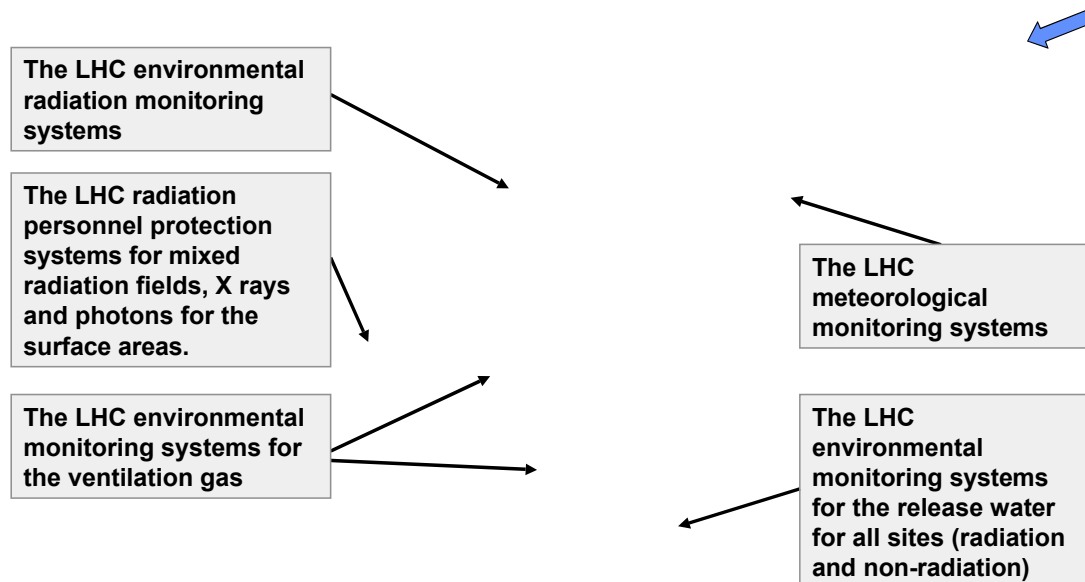 The LHC environmental
radiation monitoring
systems
The LHC radiation
personnel protection
systems for mixed
radiation fields, X rays
and photons for the
surface areas.
The LHC environmental
monitoring systems for
the ventilation gas
The LHC
meteorological
monitoring systems
The LHC
environmental
monitoring systems
for the release water
for all sites (radiation
and non-radiation)